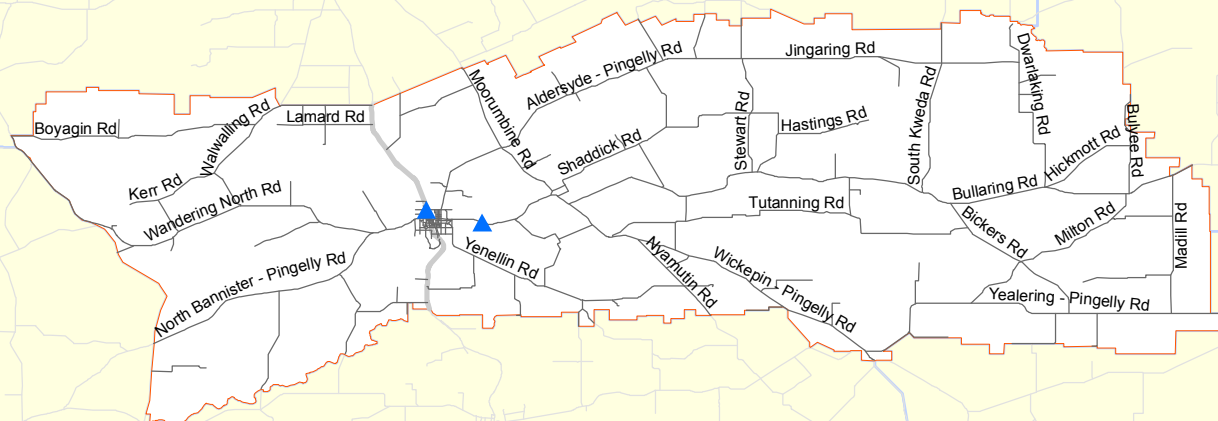 Jingaring Rd
Dwarlaking Rd
Aldersyde - Pingelly Rd
Moorumbine Rd
South Kweda Rd
Stewart Rd
Hastings Rd
Bulyee Rd
Lamard Rd
Walwalling Rd
Boyagin Rd
Shaddick Rd
Hickmott Rd
Kerr Rd
Bullaring Rd
Wandering North Rd
Tutanning Rd
Bickers Rd
Milton Rd
Madill Rd
Yenellin Rd
Nyamutin Rd
Wickepin - Pingelly Rd
North Bannister - Pingelly Rd
Yealering - Pingelly Rd